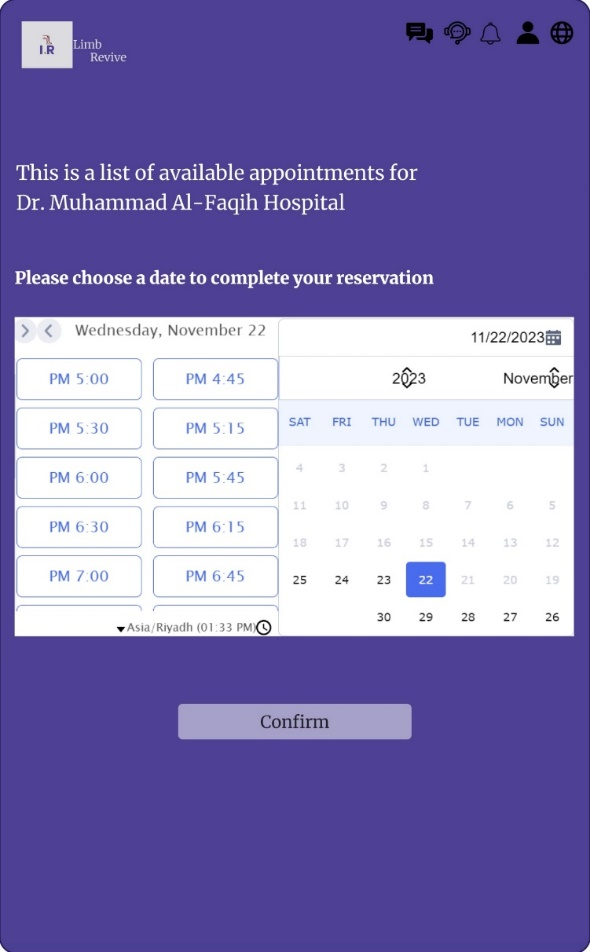 I.R
Limb
Revive
This is a list of available appointments for
Dr. Muhammad Al-Faqih Hospital
Please choose a date to complete your reservation
Wednesday, November 22
PM 5:00 PM 4:45
PM 5:30 PM 5:15
PM 6:00 PM 5:45
PM 6:30 PM 6:15
PM 7:00 PM 6:45
Asia/Riyadh (01:33 PM)
11/22/2023
2023 November
SAT FRI THU WED TUE MON SUN
4 3 2 1
11 10 9 8 7 6 5
18 17 16 15 14 13 12
25 24 23 22 21 20 19
30 29 28 27 26
Confirm